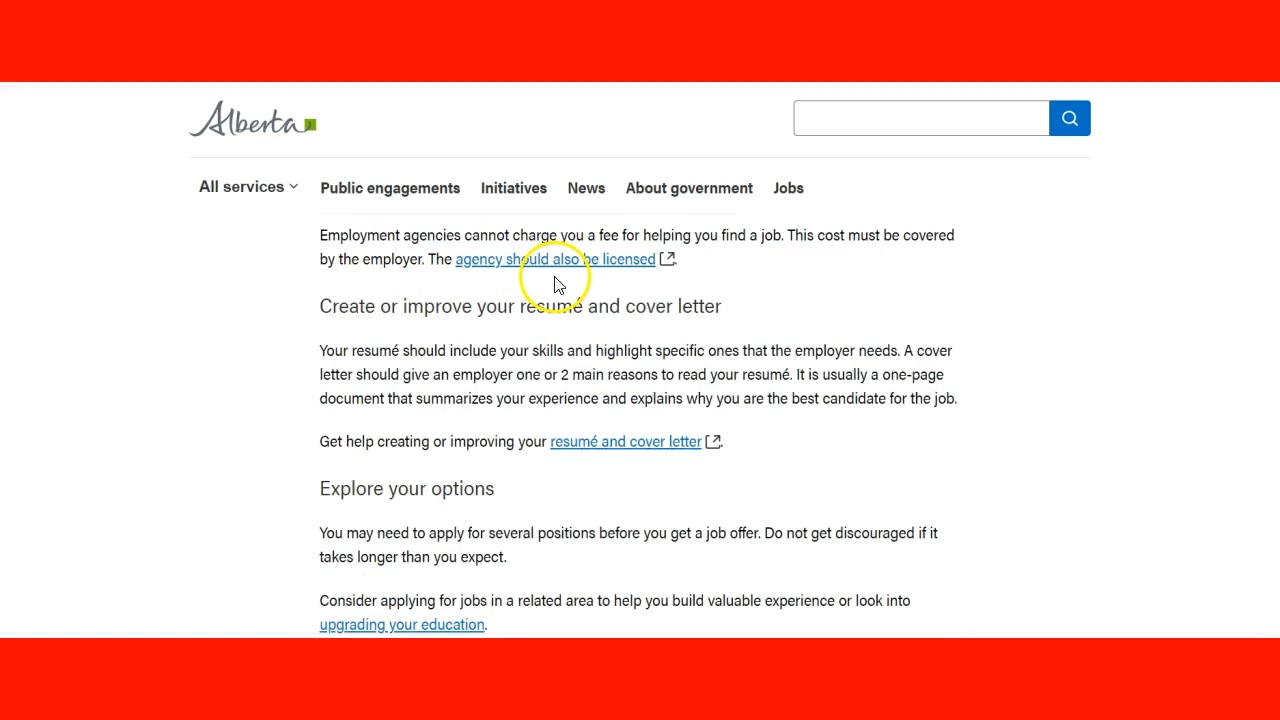 Alberta
All services
Public engagements
Initiatives
News
About government
Jobs
Employment agencies cannot charge you a fee for helping you find a job. This cost must be covered
by the employer. The agency should also be licensed.
Create or improve your resumé and cover letter
Your resumé should include your skills and highlight specific ones that the employer needs. A cover
letter should give an employer one or 2 main reasons to read your resumé. It is usually a one-page
document that summarizes your experience and explains why you are the best candidate for the job.
Get help creating or improving your resumé and cover letter.
Explore your options
You may need to apply for several positions before you get a job offer. Do not get discouraged if it
takes longer than you expect.
Consider applying for jobs in a related area to help you build valuable experience or look into
upgrading your education.